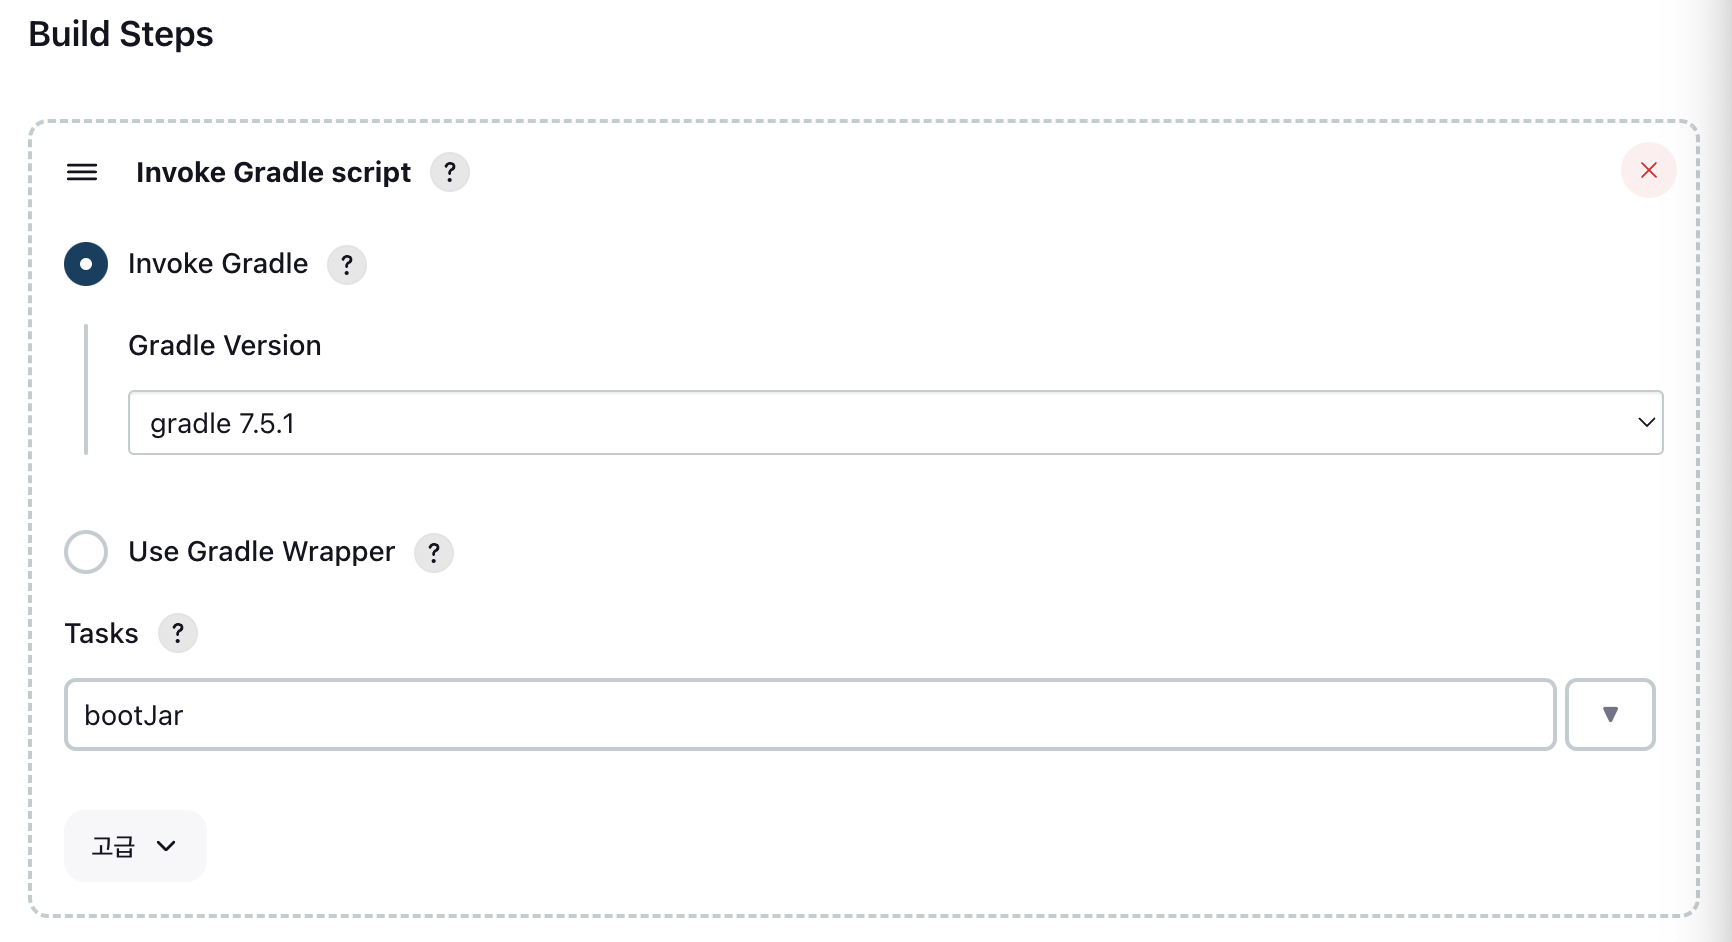 Build Steps
Invoke Gradle script ?
Invoke Gradle ?
Gradle Version
gradle 7.5.1
Use Gradle Wrapper ?
Tasks ?
bootJar
고급